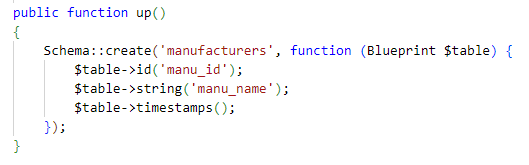 public function up()
{
    Schema::create('manufacturers', function (Blueprint $table) {
        $table->id('manu_id');
        $table->string('manu_name');
        $table->timestamps();
    });
}